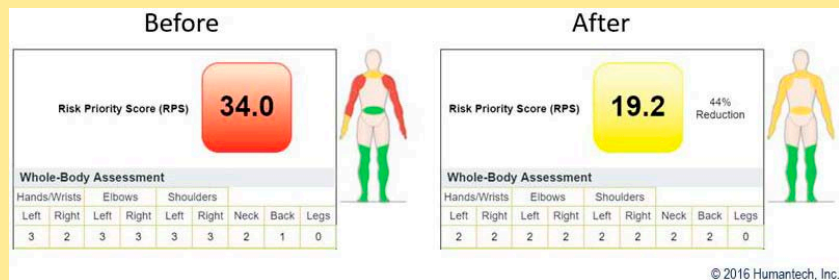 Before
Risk Priority Score (RPS)
34.0
Whole-Body Assessment
Hands/Wrists Elbows Shoulders
Left Right Left Right Left Right Neck Back Legs
3 2 3 3 3 3 2 1 0
After
Risk Priority Score (RPS)
19.2
44%
Reduction
Whole-Body Assessment
Hands/Wrists Elbows Shoulders
Left Right Left Right Left Right Neck Back Legs
2 2 2 2 2 2 2 2 0
© 2016 Humantech, Inc.